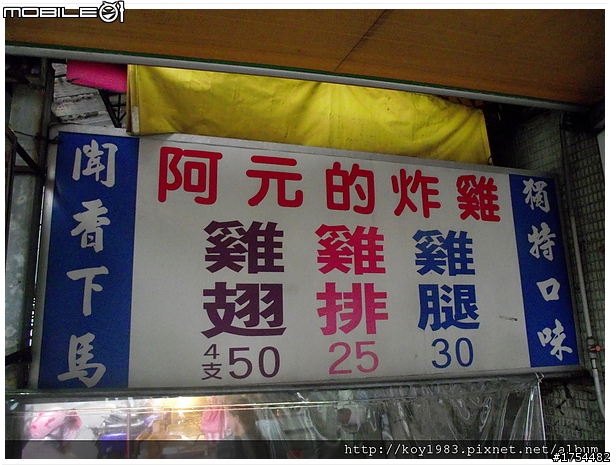 MOBILE01
聞香下馬
阿元的炸雞
獨特口味
雞翅 雞排 雞腿
4支50 25 30
http://koy1983.pixnet.net/album
#1754482